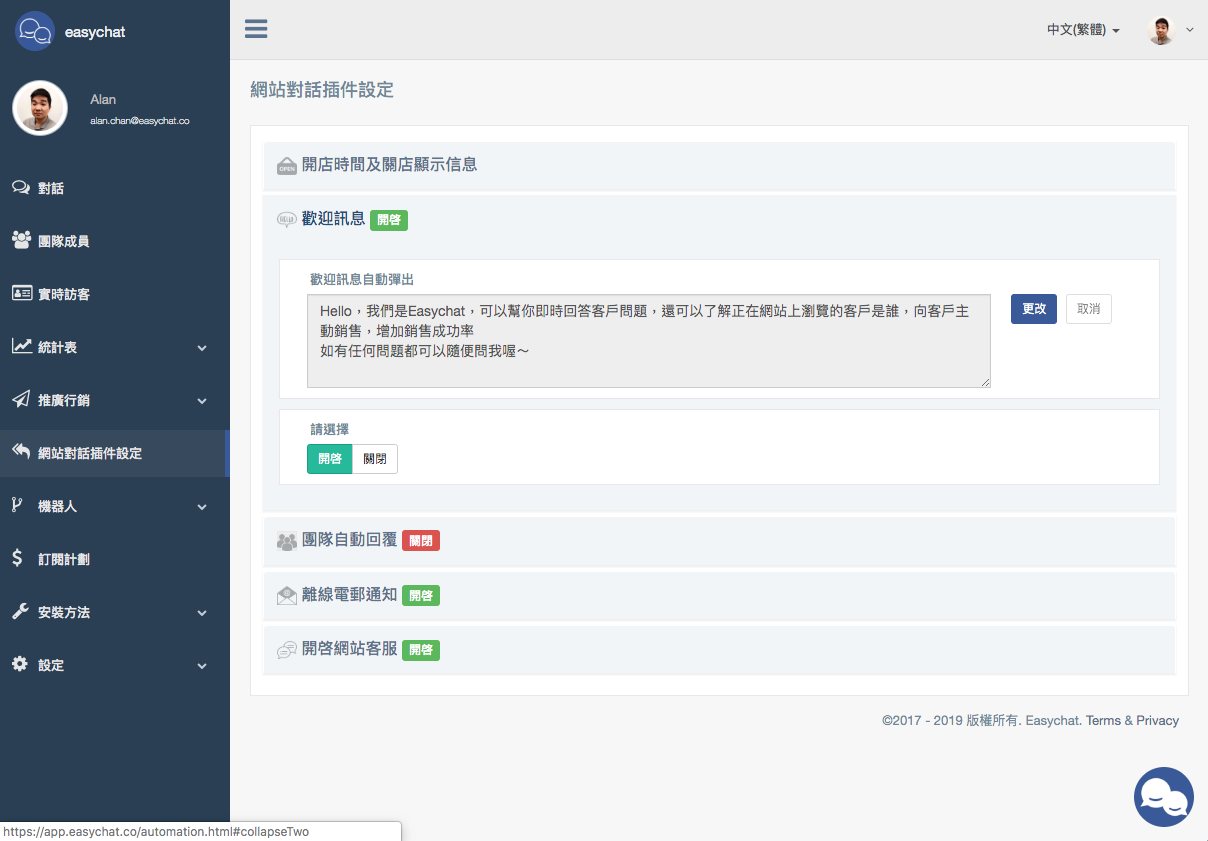 easychat
中文(繁體)
Alan
alan.chan@easychat.co
對話
團隊成員
實時訪客
統計表
推廣行銷
網站對話插件設定
機器人
訂閱計劃
安裝方法
設定
網站對話插件設定
OPEN
開店時間及關店顯示信息
歡迎訊息 開啓
歡迎訊息自動彈出
Hello，我們是Easychat，可以幫你即時回答客戶問題，還可以了解正在網站上瀏覽的客戶是誰，向客戶主
動銷售，增加銷售成功率
如有任何問題都可以隨便問我喔～
更改 取消
請選擇
開啓 關閉
團隊自動回覆 關閉
離線電郵通知 開啓
開啓網站客服 開啓
©2017 - 2019 版權所有. Easychat. Terms & Privacy
https://app.easychat.co/automation.html#collapseTwo